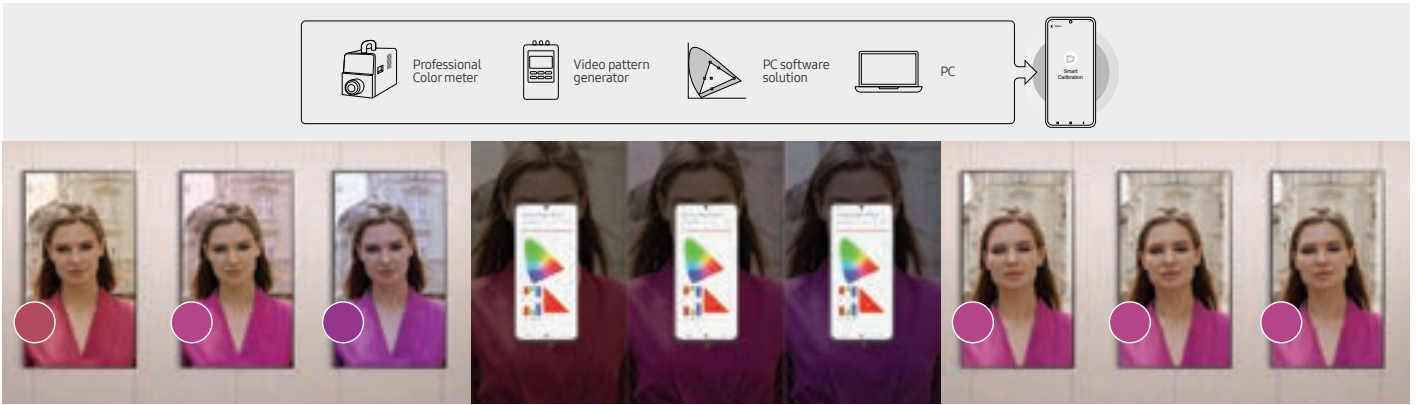 Professional
Color meter
Video pattern
generator
PC software
solution
PC
Smart
Calibration